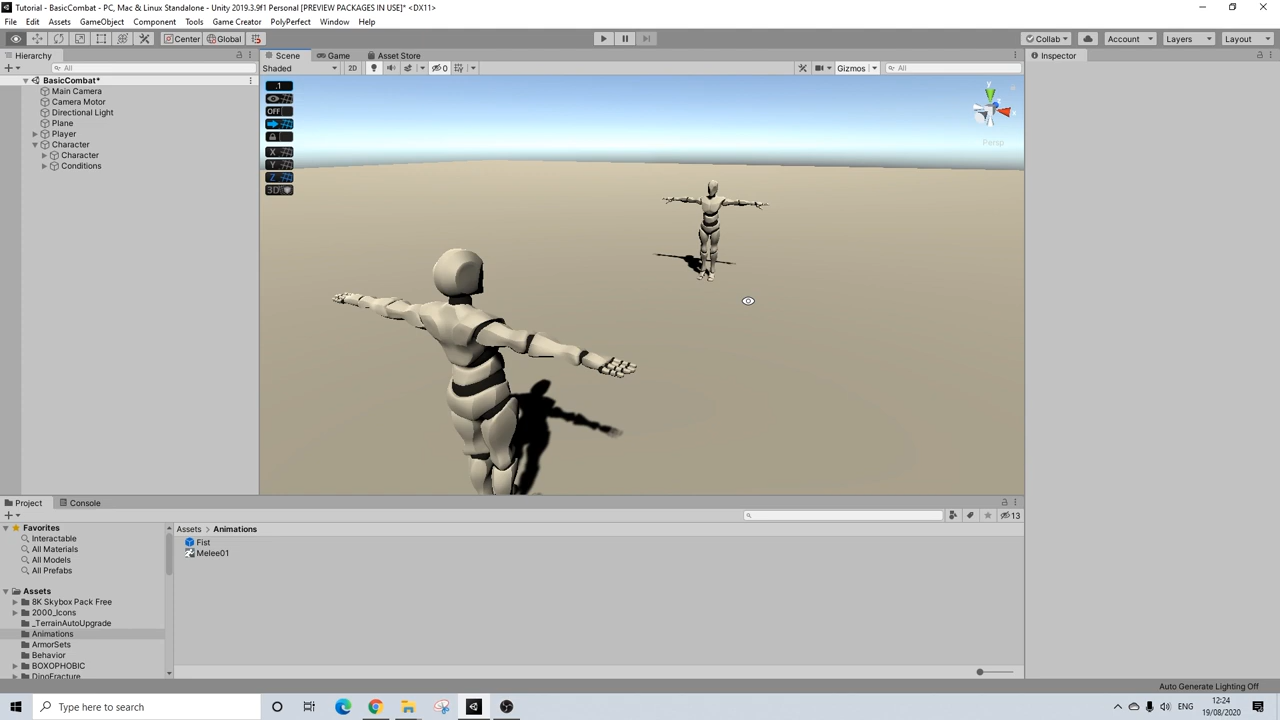 Tutorial - BasicCombat - PC, Mac & Linux Standalone - Unity 2019.3.9f1 Personal [PREVIEW PACKAGES IN USE]* <DX11>
File Edit Assets GameObject Component Tools Game Creator PolyPerfect Window Help
Center Global Collab Account Layers Layout
Hierarchy Scene Game Asset Store Inspector
All Shaded 2D 0 Gizmos All
BasicCombat*
Main Camera
Camera Motor
Directional Light
Plane
Player
Character
Character
Conditions
.1
OFF
X
Y
Z
3D
y
x
Persp
Project Console
13
Favorites
Interactable
All Materials
All Models
All Prefabs
Assets
8K Skybox Pack Free
2000_Icons
_TerrainAutoUpgrade
Animations
ArmorSets
Behavior
BOXOPHOBIC
DinoFracture
Assets > Animations
Fist
Melee01
Auto Generate Lighting Off
Type here to search
ENG
12:24
19/08/2020